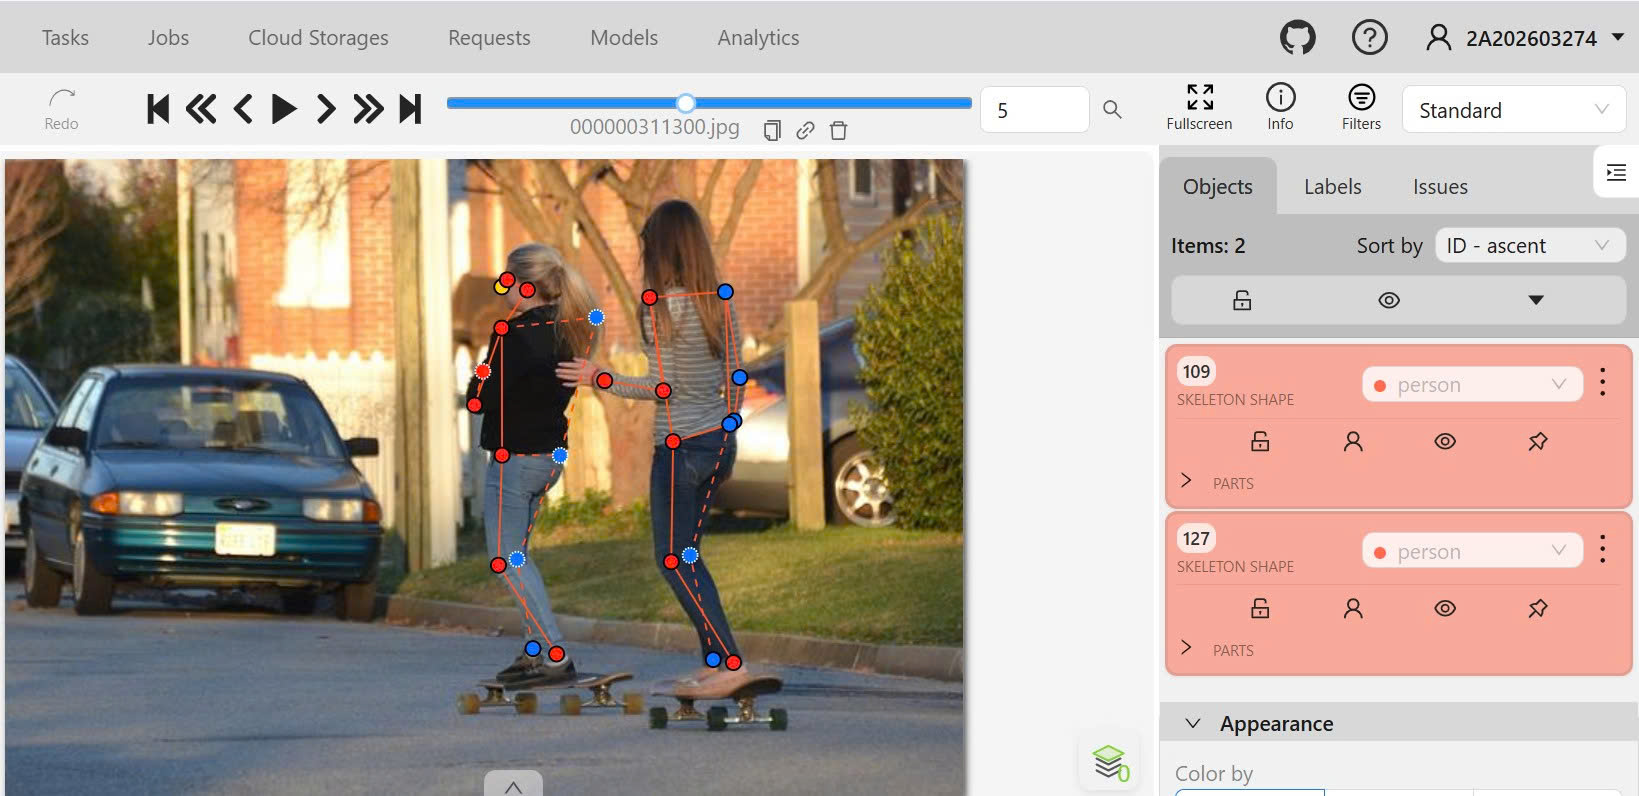 Tasks Jobs Cloud Storages Requests Models Analytics 2A202603274
Redo 5 Fullscreen Info Filters Standard
000000311300.jpg
Objects Labels Issues
Items: 2 Sort by ID - ascent
109 person
SKELETON SHAPE
PARTS
127 person
SKELETON SHAPE
PARTS
Appearance
Color by
0